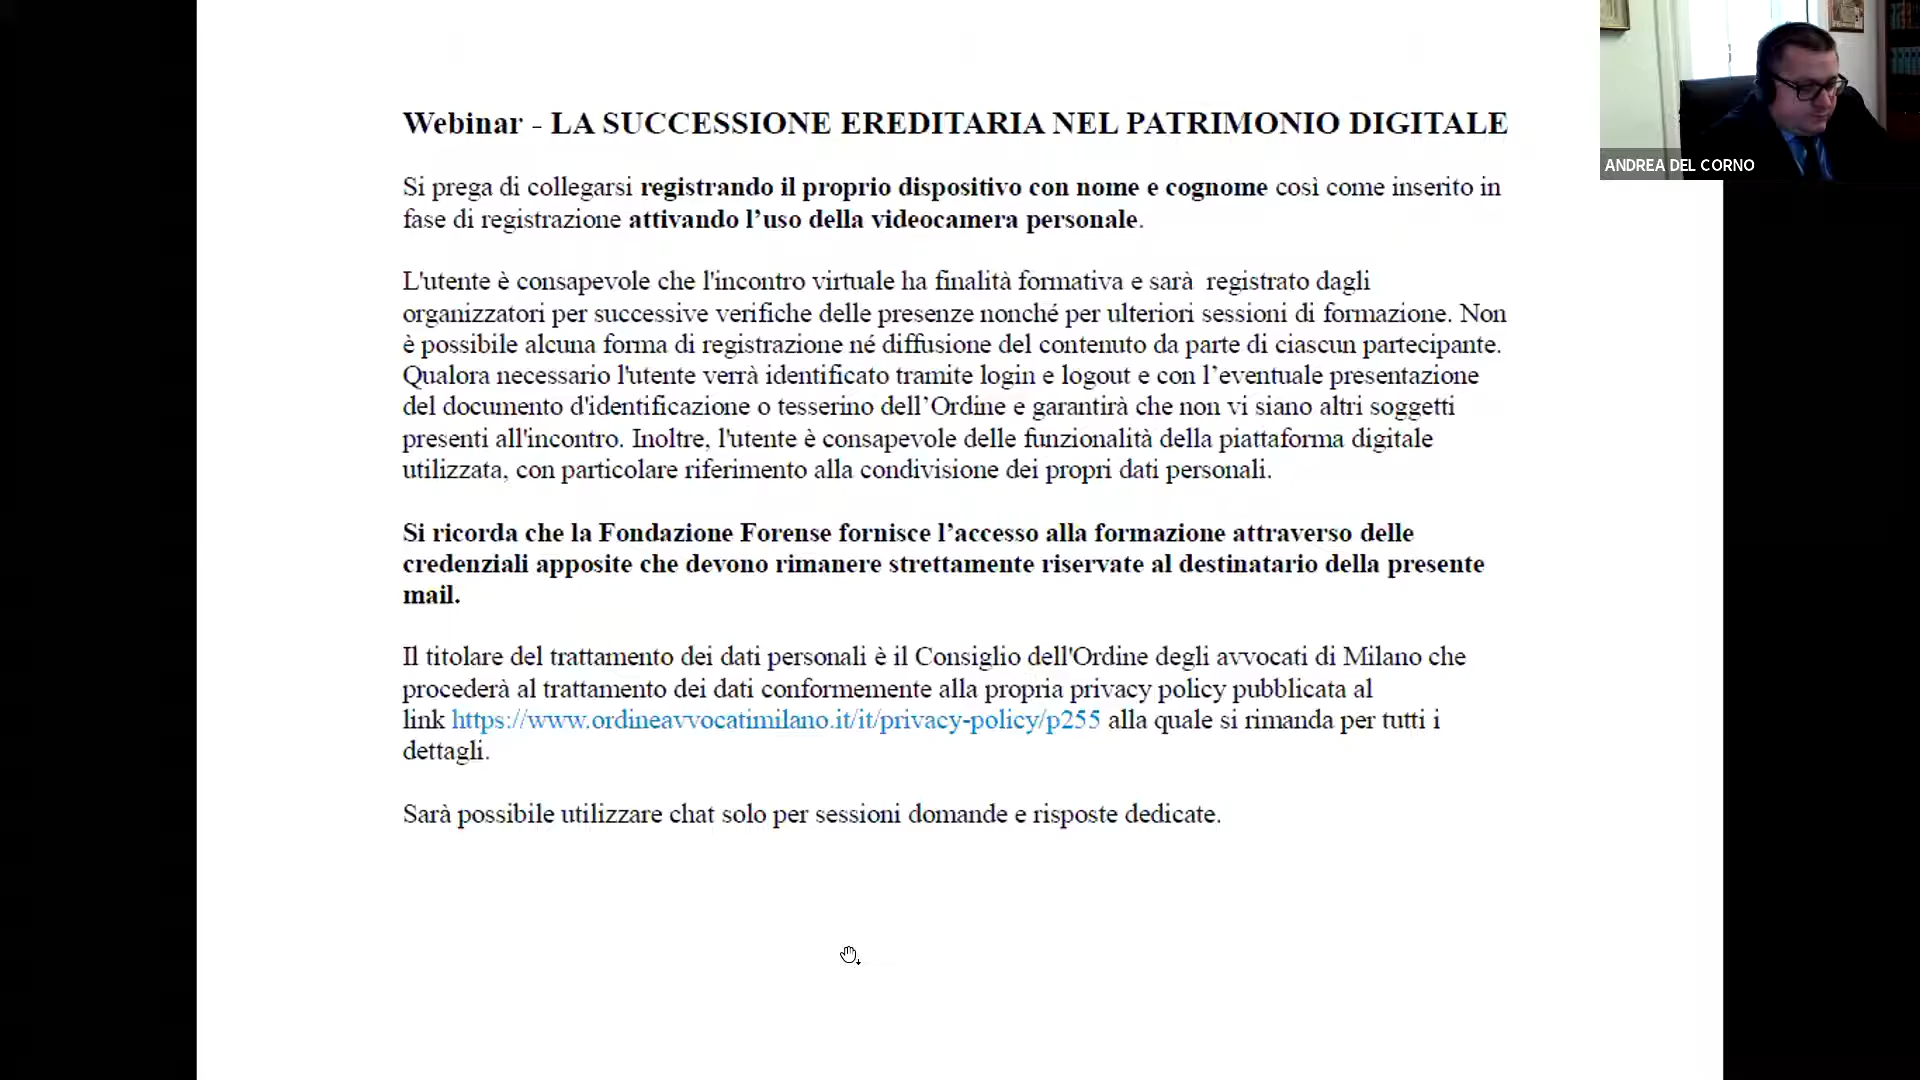 Webinar - LA SUCCESSIONE EREDITARIA NEL PATRIMONIO DIGITALE
Si prega di collegarsi registrando il proprio dispositivo con nome e cognome così come inserito in
fase di registrazione attivando l’uso della videocamera personale.
L'utente è consapevole che l'incontro virtuale ha finalità formativa e sarà  registrato dagli
organizzatori per successive verifiche delle presenze nonché per ulteriori sessioni di formazione. Non
è possibile alcuna forma di registrazione né diffusione del contenuto da parte di ciascun partecipante.
Qualora necessario l'utente verrà identificato tramite login e logout e con l’eventuale presentazione
del documento d'identificazione o tesserino dell’Ordine e garantirà che non vi siano altri soggetti
presenti all'incontro. Inoltre, l'utente è consapevole delle funzionalità della piattaforma digitale
utilizzata, con particolare riferimento alla condivisione dei propri dati personali.
Si ricorda che la Fondazione Forense fornisce l’accesso alla formazione attraverso delle
credenziali apposite che devono rimanere strettamente riservate al destinatario della presente
mail.
Il titolare del trattamento dei dati personali è il Consiglio dell'Ordine degli avvocati di Milano che
procederà al trattamento dei dati conformemente alla propria privacy policy pubblicata al
link https://www.ordineavvocatimilano.it/it/privacy-policy/p255 alla quale si rimanda per tutti i
dettagli.
Sarà possibile utilizzare chat solo per sessioni domande e risposte dedicate.
ANDREA DEL CORNO